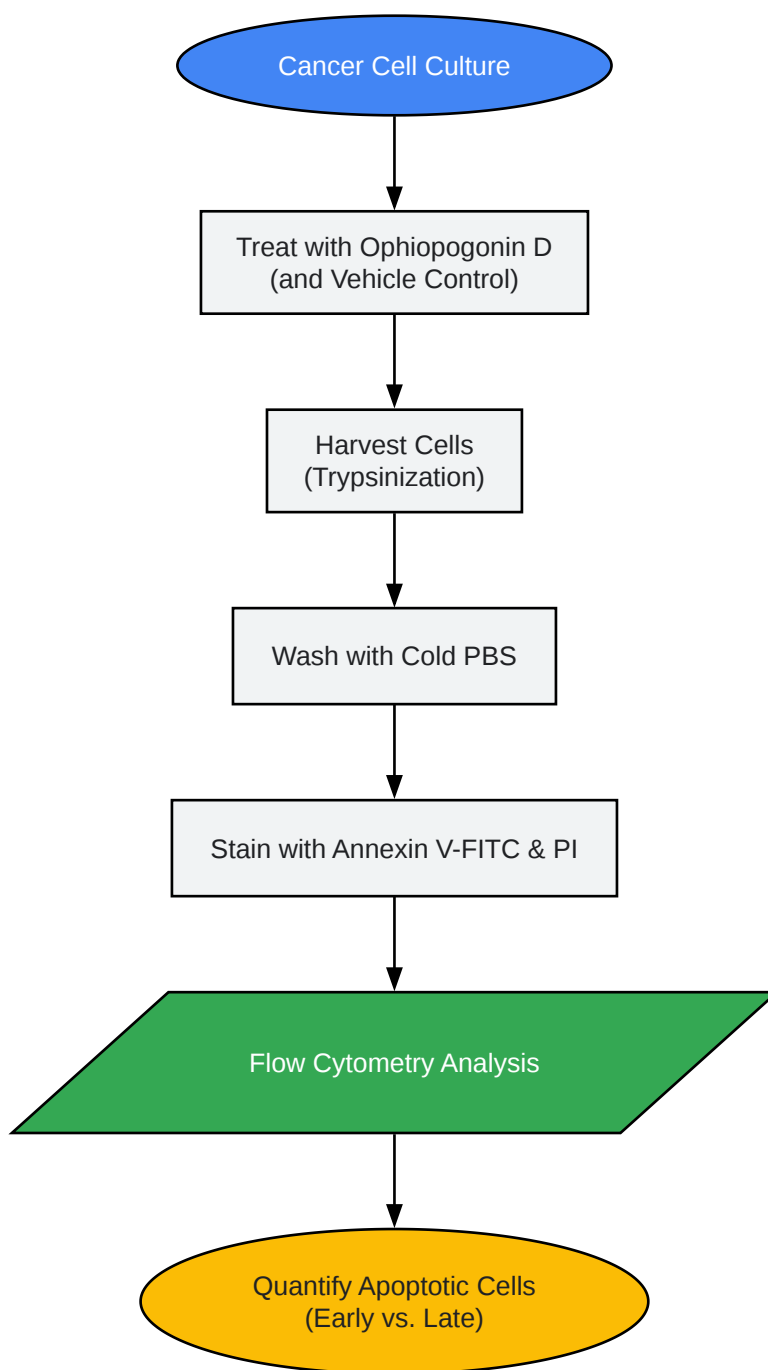 Cancer Cell Culture
Treat with Ophiopogonin D
(and Vehicle Control)
Harvest Cells
(Trypsinization)
Wash with Cold PBS
Stain with Annexin V-FITC & PI
Flow Cytometry Analysis
Quantify Apoptotic Cells
(Early vs. Late)